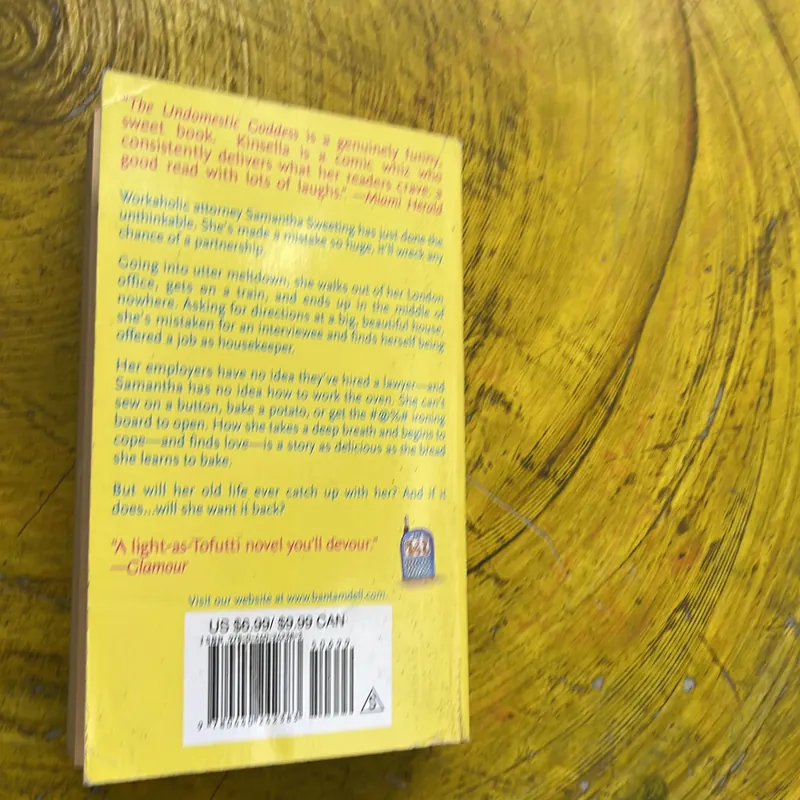 "The Undomestic Goddess is a genuinely funny,
sweet book. Kinsella is a comic whiz who
consistently delivers what her readers crave: a
good read with lots of laughs." —Miami Herald
Workaholic attorney Samantha Sweeting has just done the
unthinkable. She's made a mistake so huge, it'll wreck any
chance of a partnership.
Going into utter meltdown, she walks out of her London
office, gets on a train, and ends up in the middle of
nowhere. Asking for directions at a big, beautiful house,
she's mistaken for an interviewee and finds herself being
offered a job as housekeeper.
Her employers have no idea they've hired a lawyer—and
Samantha has no idea how to work the oven. She can't
sew on a button, bake a potato, or get the #@%# ironing
board to open. How she takes a deep breath and begins to
cope—and finds love—is a story as delicious as the bread
she learns to bake.
But will her old life ever catch up with her? And if it
does...will she want it back?
"A light-as-Tofutti novel you'll devour."
—Glamour
Visit our website at www.bantamdell.com.
US $6.99/ $9.99 CAN
ISBN
50699
9 780440 242383